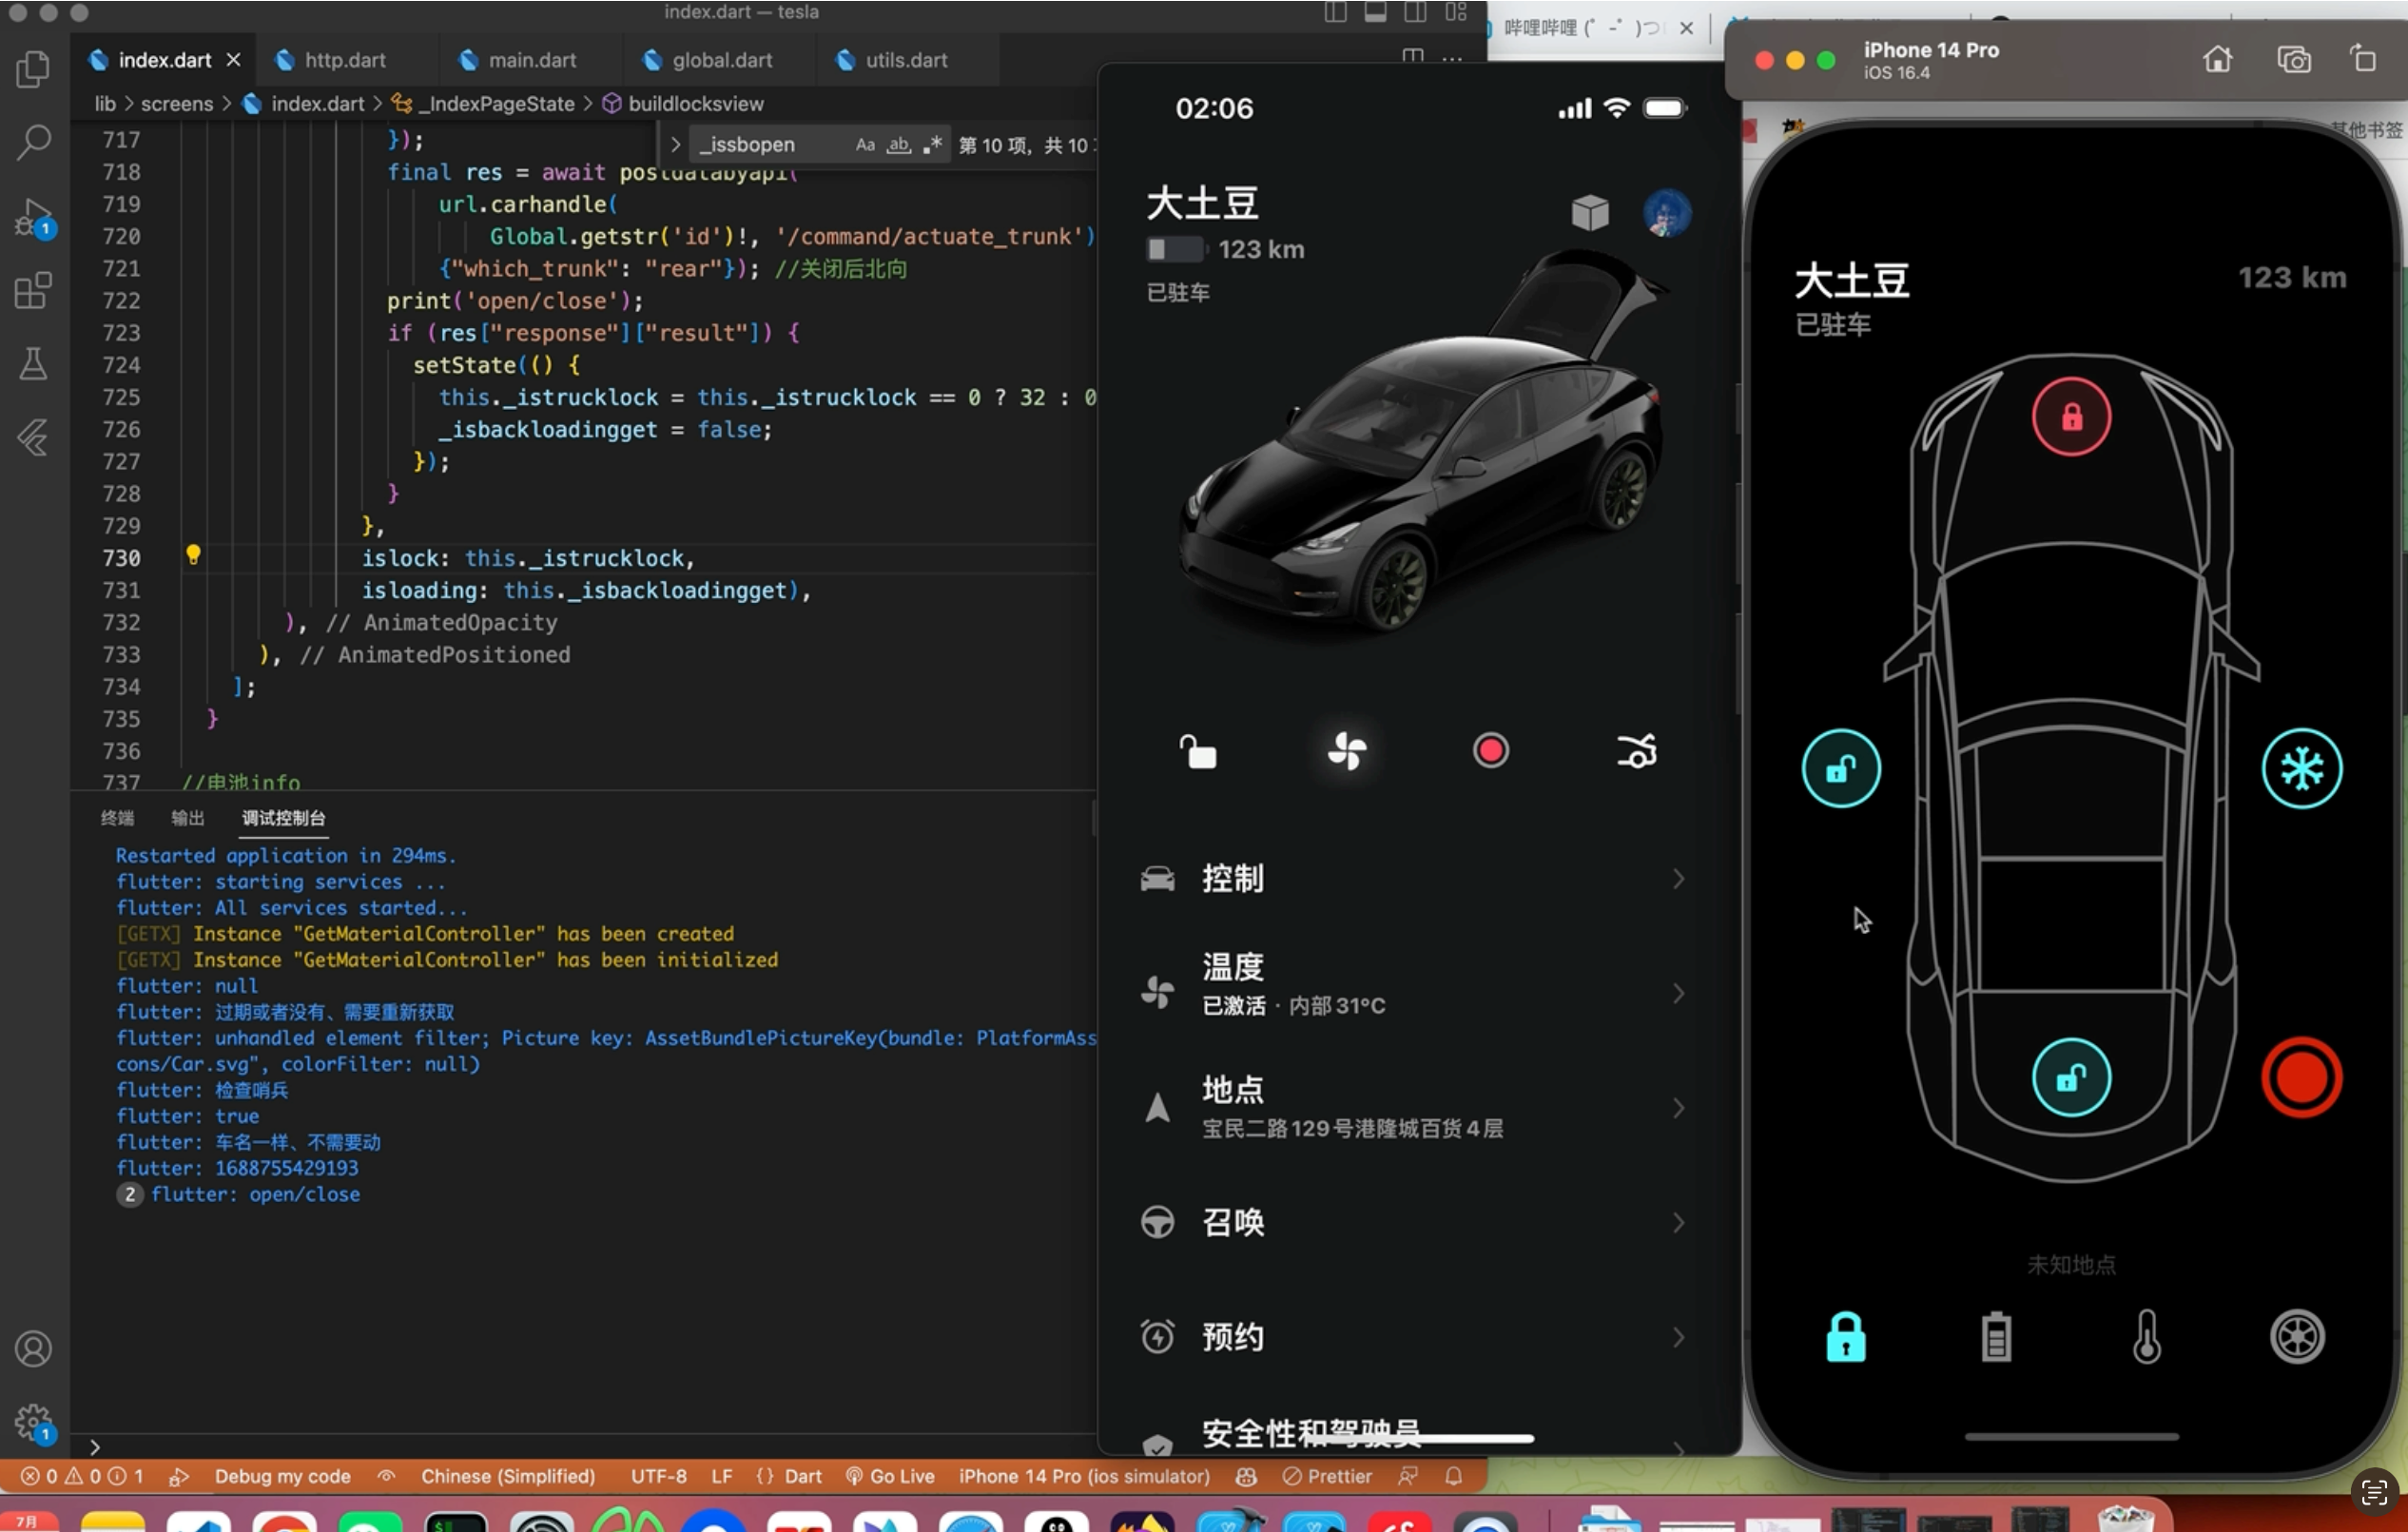 index.dart — tesla
index.dart
http.dart
main.dart
global.dart
utils.dart
lib > screens > index.dart > _IndexPageState > buildlocksview
_issbopen
Aa
ab
第 10 项，共 10
717 });
718 final res = await postdatabyapi(
719 url.carhandle(
720 Global.getstr('id')!, '/command/actuate_trunk')
721 {"which_trunk": "rear"}); //关闭后北向
722 print('open/close');
723 if (res["response"]["result"]) {
724 setState(() {
725 this._istrucklock = this._istrucklock == 0 ? 32 : 0
726 _isbackloadingget = false;
727 });
728 }
729 },
730 islock: this._istrucklock,
731 isloading: this._isbackloadingget),
732 ), // AnimatedOpacity
733 ), // AnimatedPositioned
734 ];
735 }
736
737 //电池info
终端 输出 调试控制台
Restarted application in 294ms.
flutter: starting services ...
flutter: All services started...
[GETX] Instance "GetMaterialController" has been created
[GETX] Instance "GetMaterialController" has been initialized
flutter: null
flutter: 过期或者没有、需要重新获取
flutter: unhandled element filter; Picture key: AssetBundlePictureKey(bundle: PlatformAss
cons/Car.svg", colorFilter: null)
flutter: 检查哨兵
flutter: true
flutter: 车名一样、不需要动
flutter: 1688755429193
2 flutter: open/close
1
1
0 0 1 Debug my code Chinese (Simplified) UTF-8 LF {} Dart Go Live iPhone 14 Pro (ios simulator) Prettier
02:06
大土豆
123 km
已驻车
控制
温度
已激活 · 内部 31°C
地点
宝民二路129号港隆城百货4层
召唤
预约
安全性和驾驶员
哔哩哔哩 (゜-゜)つ
iPhone 14 Pro
iOS 16.4
其他书签
大土豆
123 km
已驻车
未知地点
7月